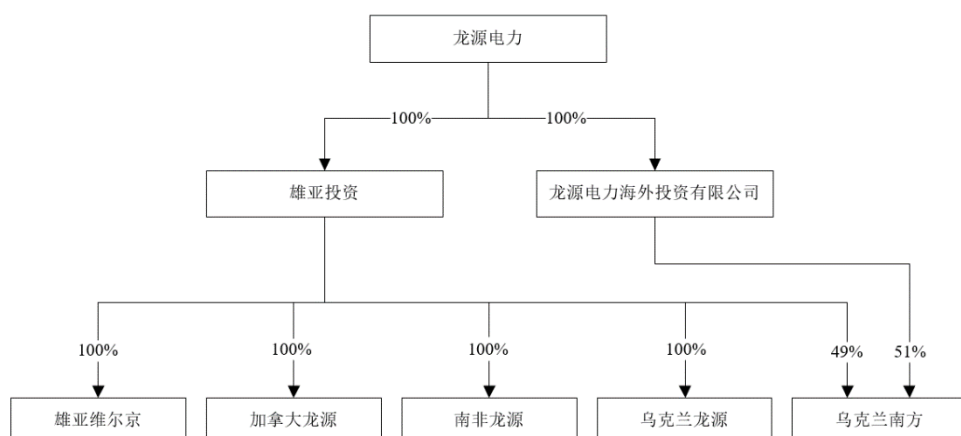 龙源电力
100%
100%
雄亚投资
龙源电力海外投资有限公司
100%
100%
100%
100%
49%
51%
雄亚维尔京
加拿大龙源
南非龙源
乌克兰龙源
乌克兰南方